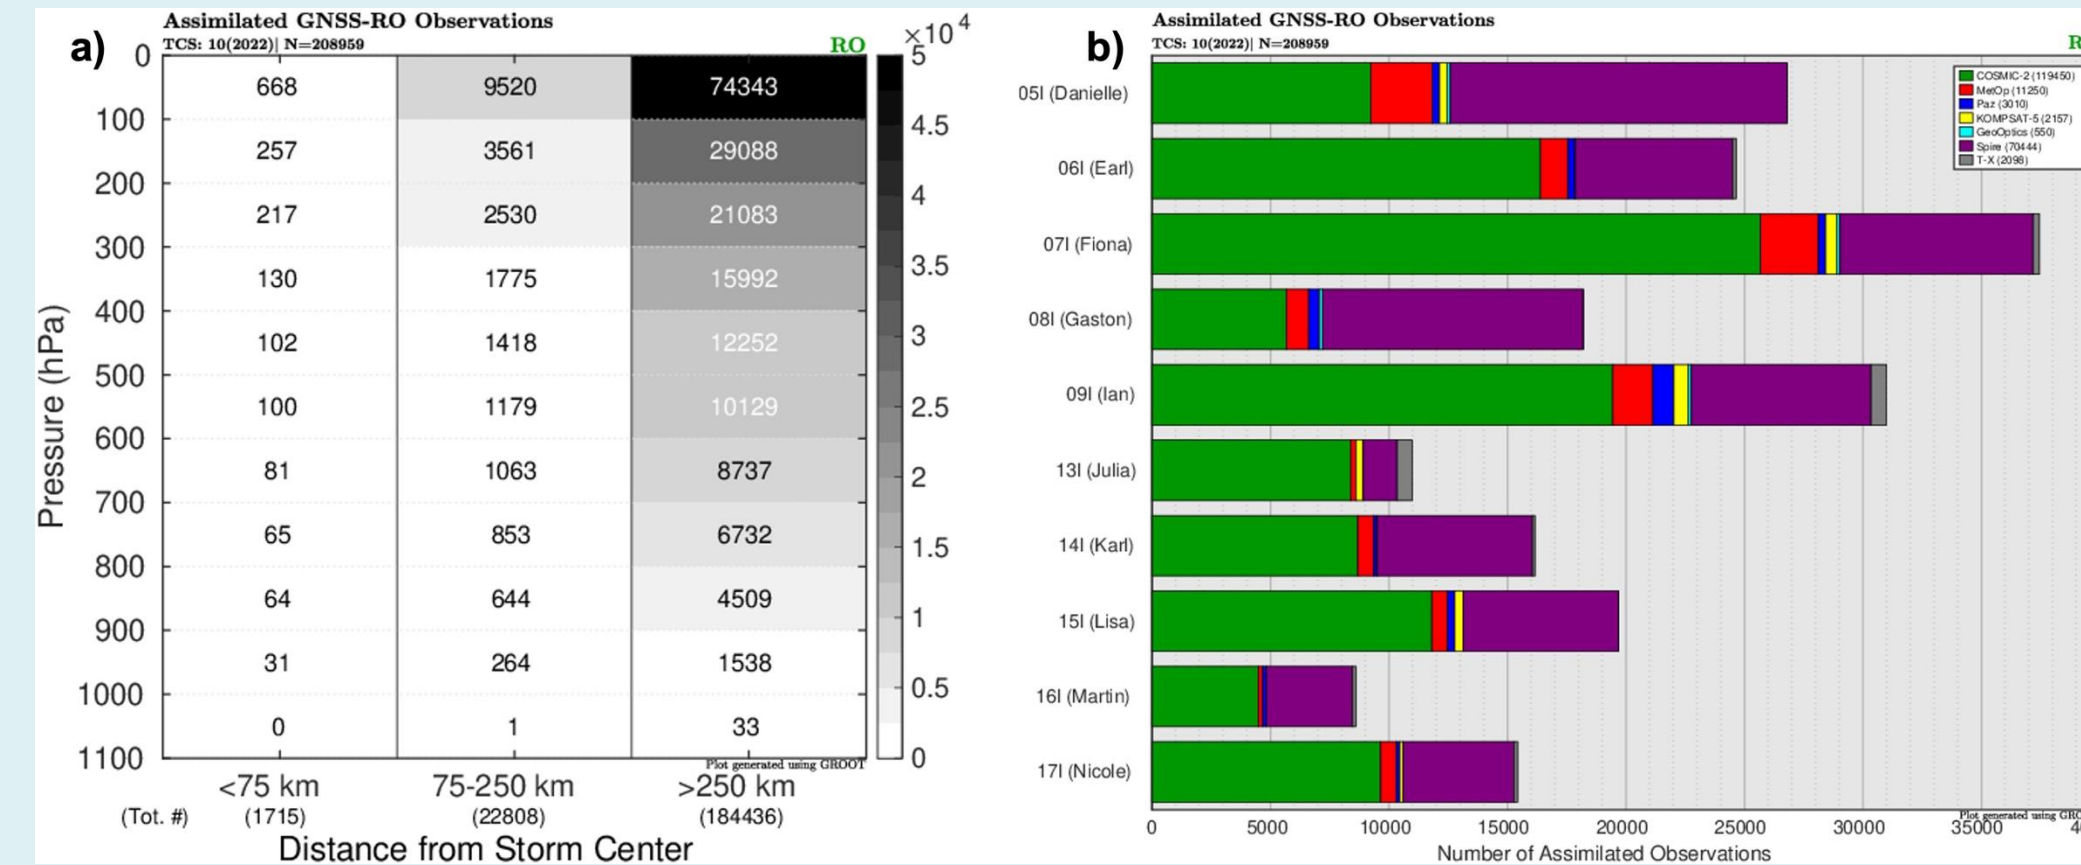 a)
Assimilated GNSS-RO Observations
TCS: 10(2022)| N=208959
RO
×10^4
0
100
200
300
400
500
600
700
800
900
1000
1100
Pressure (hPa)
668 9520 74343
257 3561 29088
217 2530 21083
130 1775 15992
102 1418 12252
100 1179 10129
81 1063 8737
65 853 6732
64 644 4509
31 264 1538
0 1 33
5
4.5
4
3.5
3
2.5
2
1.5
1
0.5
0
Plot generated using GROOT
<75 km 75-250 km >250 km
(Tot. #) (1715) (22808) (184436)
Distance from Storm Center
b)
Assimilated GNSS-RO Observations
TCS: 10(2022)| N=208959
COSMIC-2 (119450)
MetOp (11250)
Paz (3010)
KOMPSAT-5 (2157)
GeoOptics (550)
Spire (70444)
T-X (2098)
05l (Danielle)
06l (Earl)
07l (Fiona)
08l (Gaston)
09l (Ian)
13l (Julia)
14l (Karl)
15l (Lisa)
16l (Martin)
17l (Nicole)
Plot generated using
0 5000 10000 15000 20000 25000 30000 35000
Number of Assimilated Observations